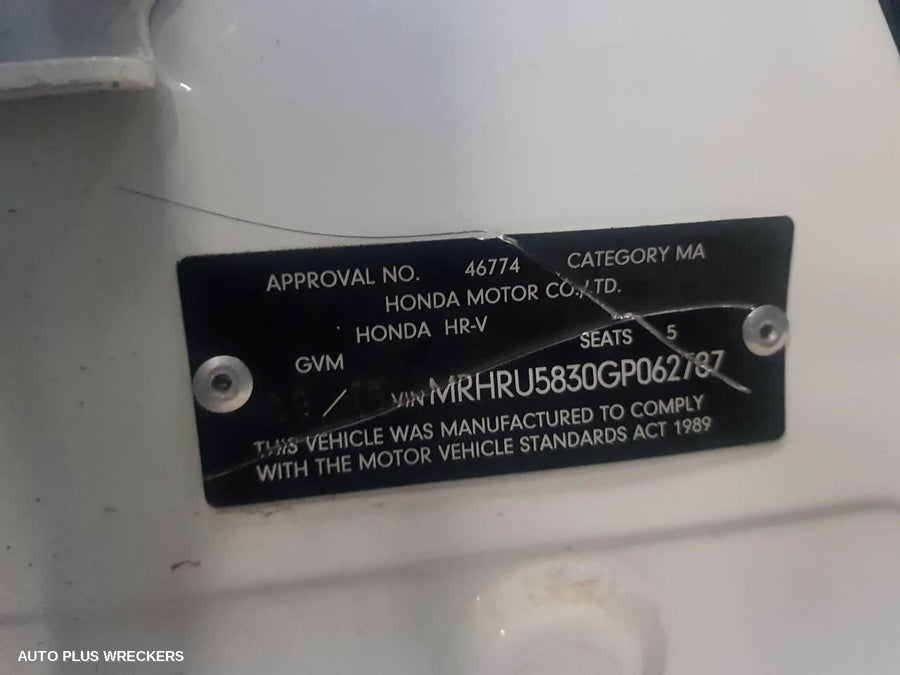 APPROVAL NO. 46774 CATEGORY MA
HONDA MOTOR CO.,LTD.
HONDA HR-V
GVM SEATS 5
/ VIN MRHRU5830GP062787
THIS VEHICLE WAS MANUFACTURED TO COMPLY
WITH THE MOTOR VEHICLE STANDARDS ACT 1989
AUTO PLUS WRECKERS